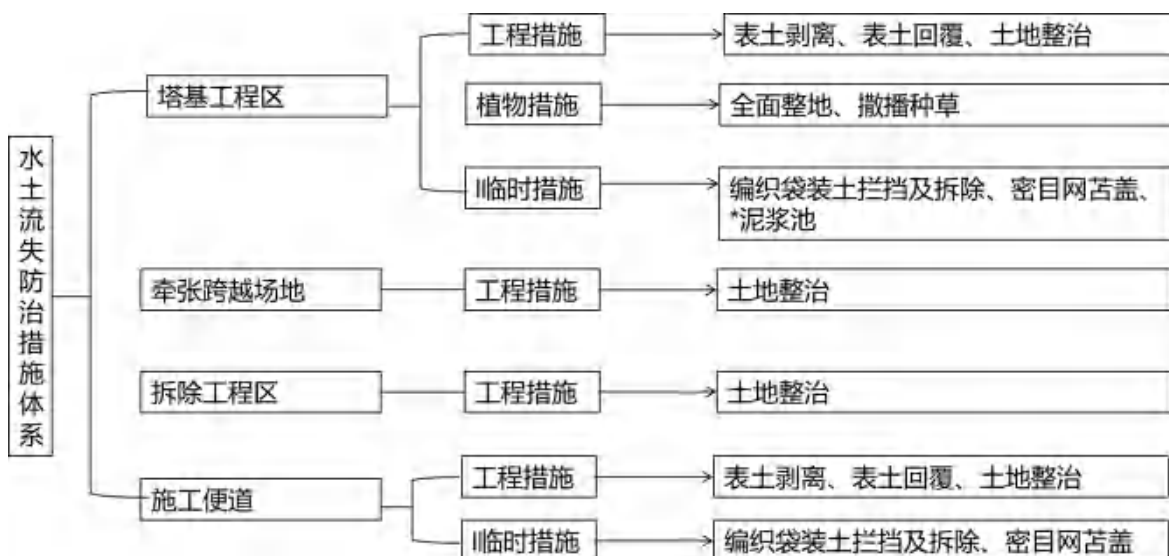 水土流失防治措施体系
塔基工程区
工程措施
表土剥离、表土回覆、土地整治
植物措施
全面整地、撒播种草
II临时措施
编织袋装土拦挡及拆除、密目网苫盖、
*泥浆池
牵张跨越场地
工程措施
土地整治
拆除工程区
工程措施
土地整治
施工便道
工程措施
表土剥离、表土回覆、土地整治
II临时措施
编织袋装土拦挡及拆除、密目网苫盖